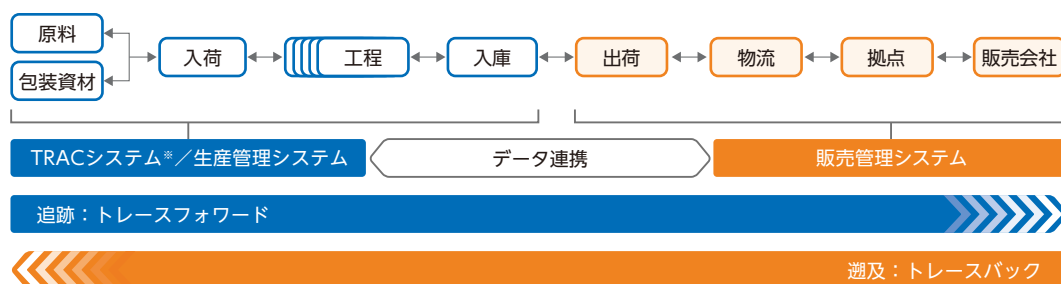 原料
包装資材
入荷
工程
入庫
出荷
物流
拠点
販売会社
TRACシステム※／生産管理システム
データ連携
販売管理システム
追跡：トレースフォワード
遡及：トレースバック